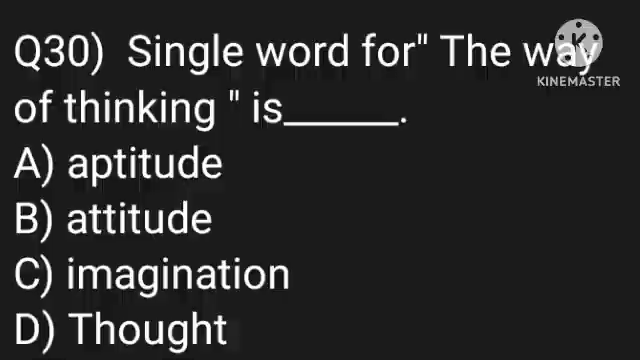 Q30)  Single word for" The way
of thinking " is______.
A) aptitude
B) attitude
C) imagination
D) Thought
KINEMASTER